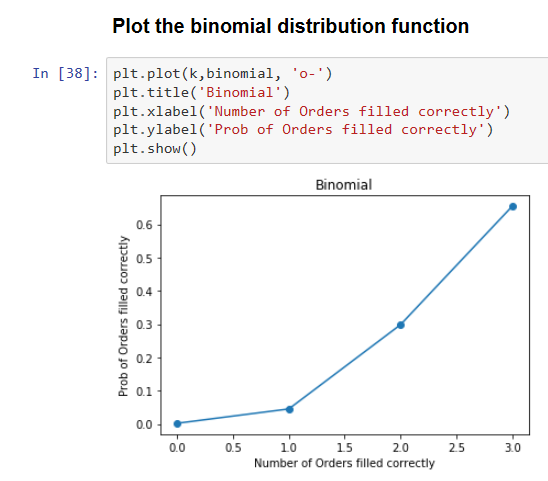 Plot the binomial distribution function
In [38]: plt.plot(k,binomial, 'o-')
plt.title('Binomial')
plt.xlabel('Number of Orders filled correctly')
plt.ylabel('Prob of Orders filled correctly')
plt.show()
Binomial
Prob of Orders filled correctly
0.6
0.5
0.4
0.3
0.2
0.1
0.0
0.0 0.5 1.0 1.5 2.0 2.5 3.0
Number of Orders filled correctly